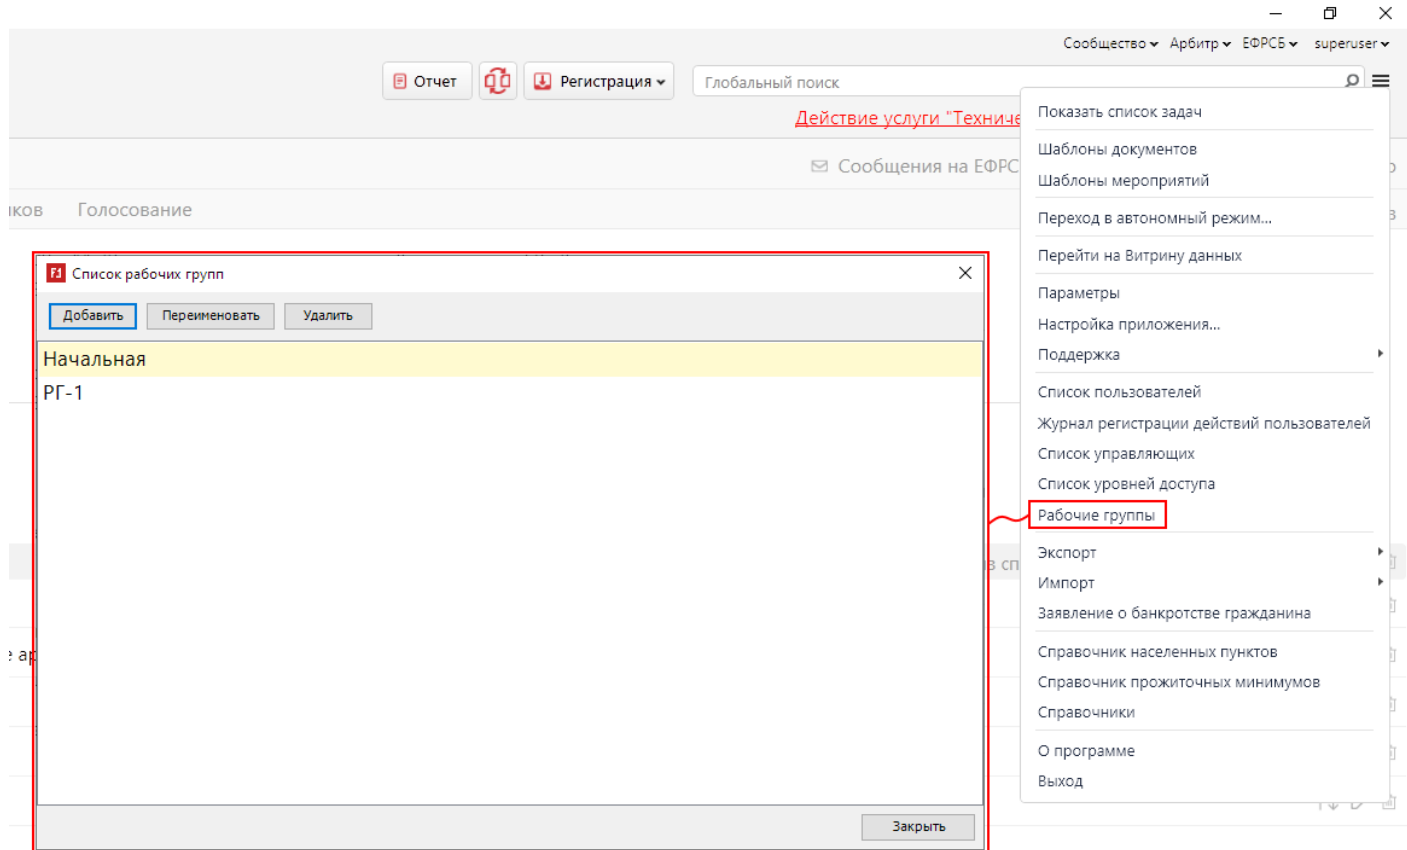 Сообщество Арбитр ЕФРСБ superuser
Отчет Регистрация Глобальный поиск
Действие услуги "Техниче
Сообщения на ЕФРС
иков Голосование
F1 Список рабочих групп
Добавить Переименовать Удалить
Начальная
РГ-1
Закрыть
Показать список задач
Шаблоны документов
Шаблоны мероприятий
Переход в автономный режим...
Перейти на Витрину данных
Параметры
Настройка приложения...
Поддержка
Список пользователей
Журнал регистрации действий пользователей
Список управляющих
Список уровней доступа
Рабочие группы
Экспорт
Импорт
Заявление о банкротстве гражданина
Справочник населенных пунктов
Справочник прожиточных минимумов
Справочники
О программе
Выход